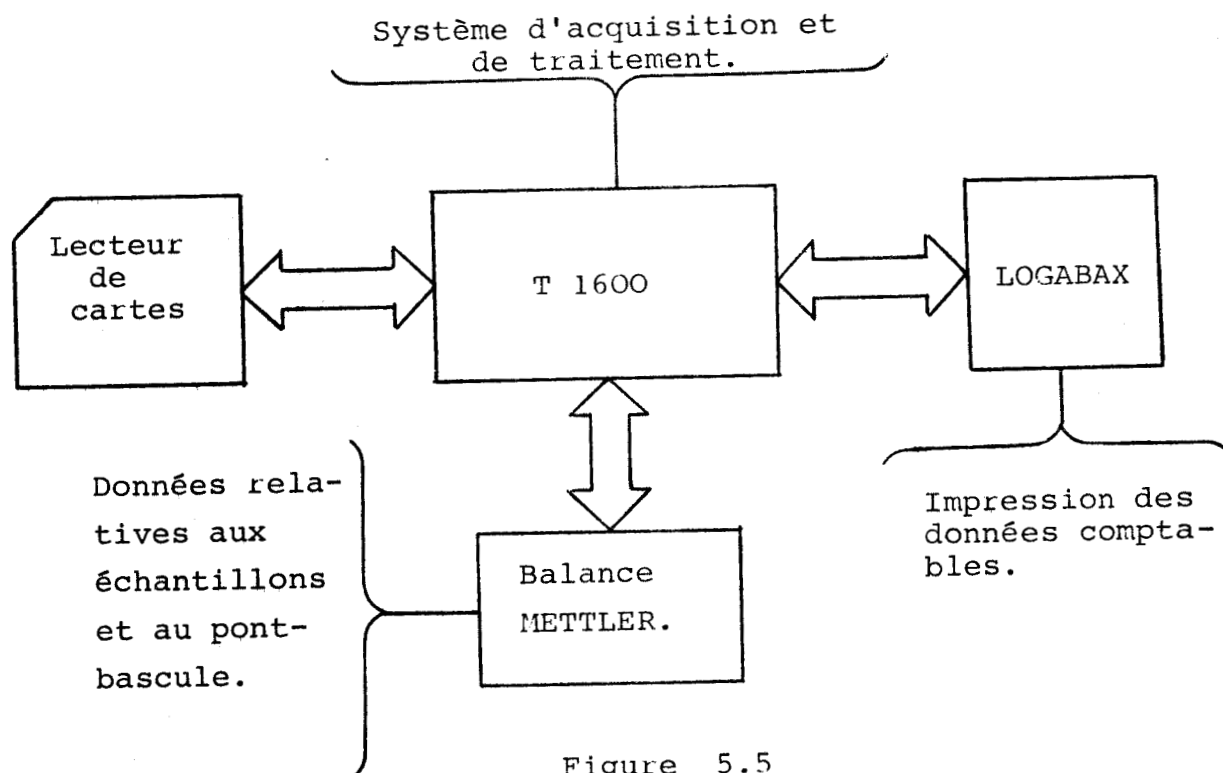 Système d'acquisition et
de traitement.
Lecteur
de
cartes
T 1600
LOGABAX
Données rela-
tives aux
échantillons
et au pont-
bascule.
Balance
METTLER.
Impression des
données compta-
bles.
Figure 5.5